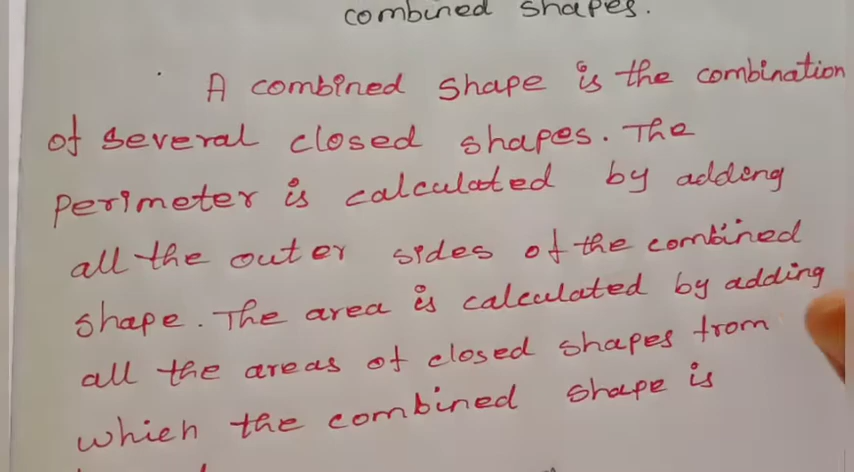 combined shapes.
A combined shape is the combination
of several closed shapes. The
perimeter is calculated by adding
all the outer sides of the combined
shape. The area is calculated by adding
all the areas of closed shapes from
which the combined shape is